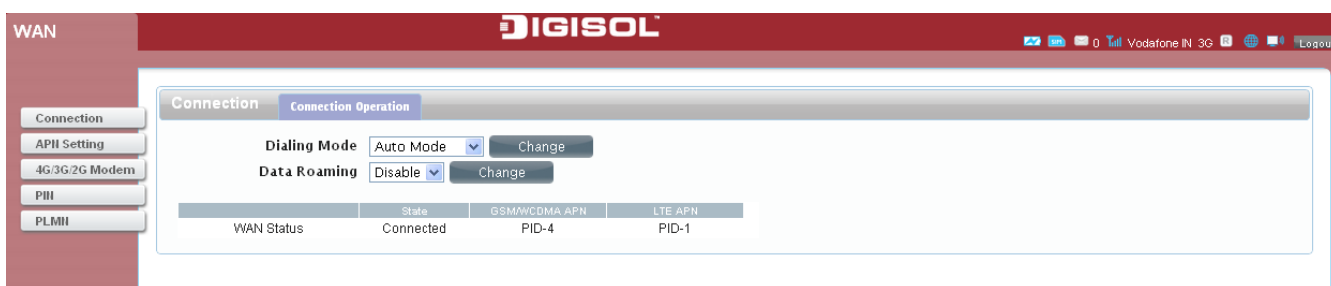 WAN
DIGISOL
SIM 0 Vodafone IN 3G R Logou
Connection
APN Setting
4G/3G/2G Modem
PIN
PLMN
Connection Connection Operation
Dialing Mode Auto Mode Change
Data Roaming Disable Change
State GSM/WCDMA APN LTE APN
WAN Status Connected PID-4 PID-1